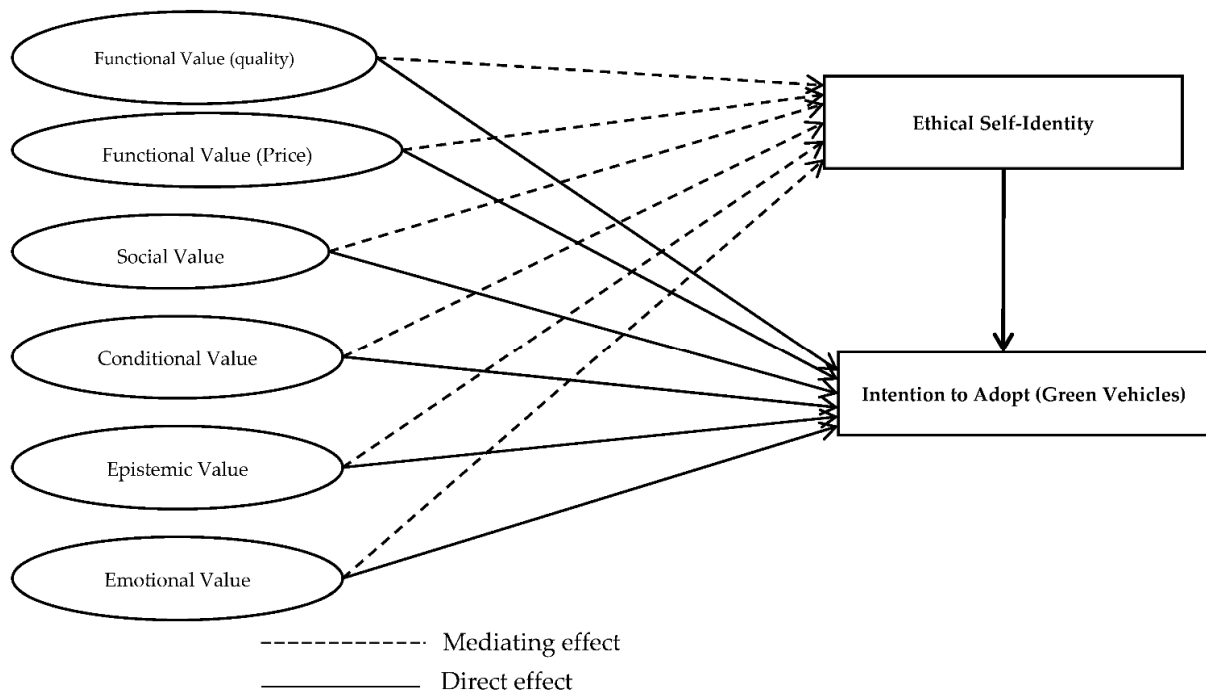 Functional Value (quality)
Functional Value (Price)
Social Value
Conditional Value
Epistemic Value
Emotional Value
Ethical Self-Identity
Intention to Adopt (Green Vehicles)
Mediating effect
Direct effect